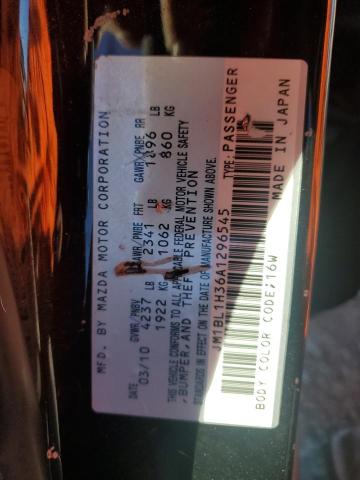 MFD. BY MAZDA MOTOR CORPORATION
GVWR/PNBV GAWR/PNBE FRT GAWR/PNBE RR
DATE 03/10 4237 LB 2341 LB 1896 LB
1922 KG 1062 KG 860 KG
THIS VEHICLE CONFORMS TO ALL APPLICABLE FEDERAL MOTOR VEHICLE SAFETY
, BUMPER, AND THEFT PREVENTION
STANDARDS IN EFFECT ON THE DATE OF MANUFACTURE SHOWN ABOVE.
JM1BL1H36A1296545 TYPE: PASSENGER
BODY COLOR CODE;16W MADE IN JAPAN